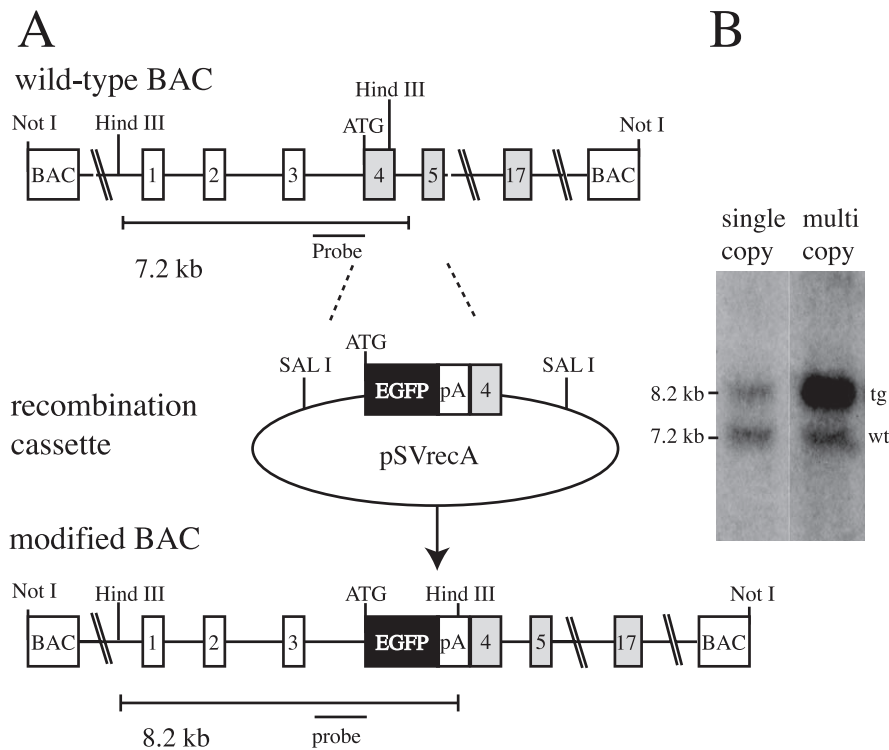 A
wild-type BAC
Not I
Hind III
Hind III
ATG
Not I
BAC
1
2
3
4
5
17
BAC
Probe
7.2 kb
recombination
cassette
ATG
SAL I
SAL I
EGFP
pA
4
pSVrecA
modified BAC
Not I
Hind III
ATG
Hind III
Not I
BAC
1
2
3
EGFP
pA
4
5
17
BAC
probe
8.2 kb
B
single
copy
multi
copy
8.2 kb
tg
7.2 kb
wt